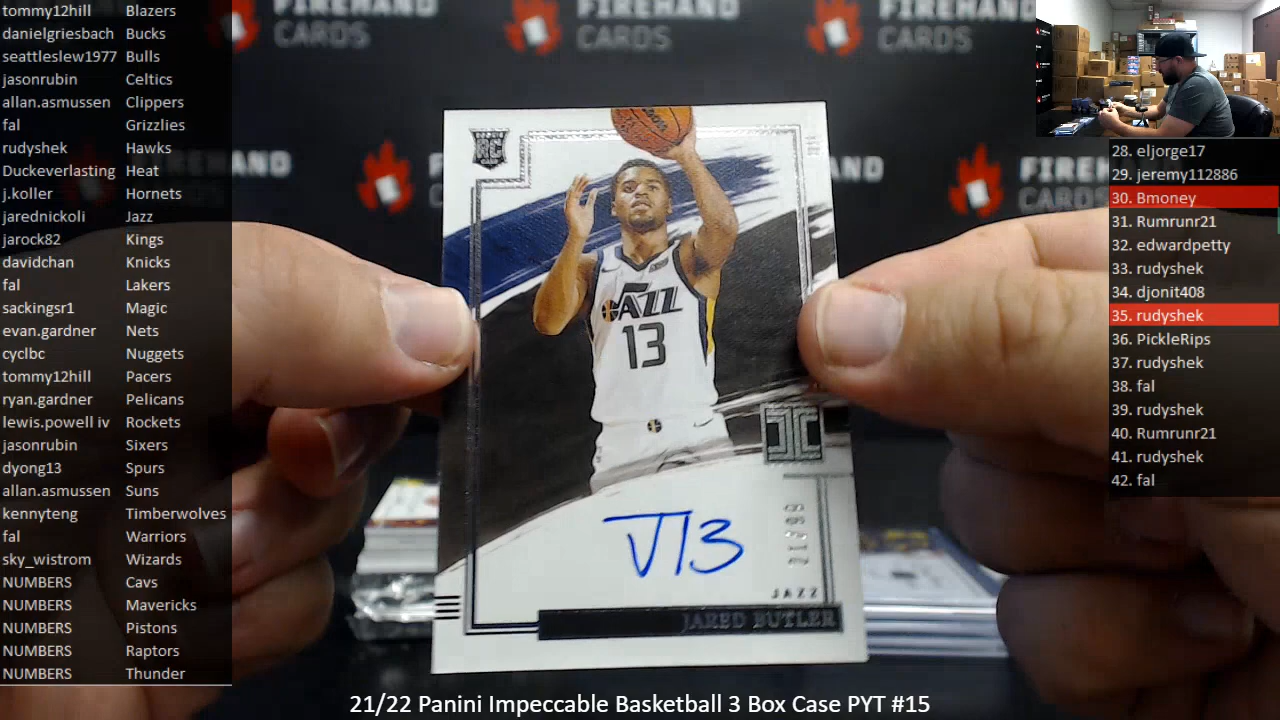 tommy12hill Blazers
danielgriesbach Bucks
seattleslew1977 Bulls
jasonrubin Celtics
allan.asmussen Clippers
fal Grizzlies
rudyshek Hawks
Duckeverlasting Heat
j.koller Hornets
jarednickoli Jazz
jarock82 Kings
davidchan Knicks
fal Lakers
sackingsr1 Magic
evan.gardner Nets
cyclbc Nuggets
tommy12hill Pacers
ryan.gardner Pelicans
lewis.powell iv Rockets
jasonrubin Sixers
dyong13 Spurs
allan.asmussen Suns
kennyteng Timberwolves
fal Warriors
sky_wistrom Wizards
NUMBERS Cavs
NUMBERS Mavericks
NUMBERS Pistons
NUMBERS Raptors
NUMBERS Thunder
FIREHAND
CARDS
FIREHAND
CARDS
FIREHAND
CARDS
FIREHAND
CARDS
RC
JAZZ
13
J13
JAZZ
JARED BUTLER
28. eljorge17
29. jeremy112886
30. Bmoney
31. Rumrunr21
32. edwardpetty
33. rudyshek
34. djonit408
35. rudyshek
36. PickleRips
37. rudyshek
38. fal
39. rudyshek
40. Rumrunr21
41. rudyshek
42. fal
21/22 Panini Impeccable Basketball 3 Box Case PYT #15